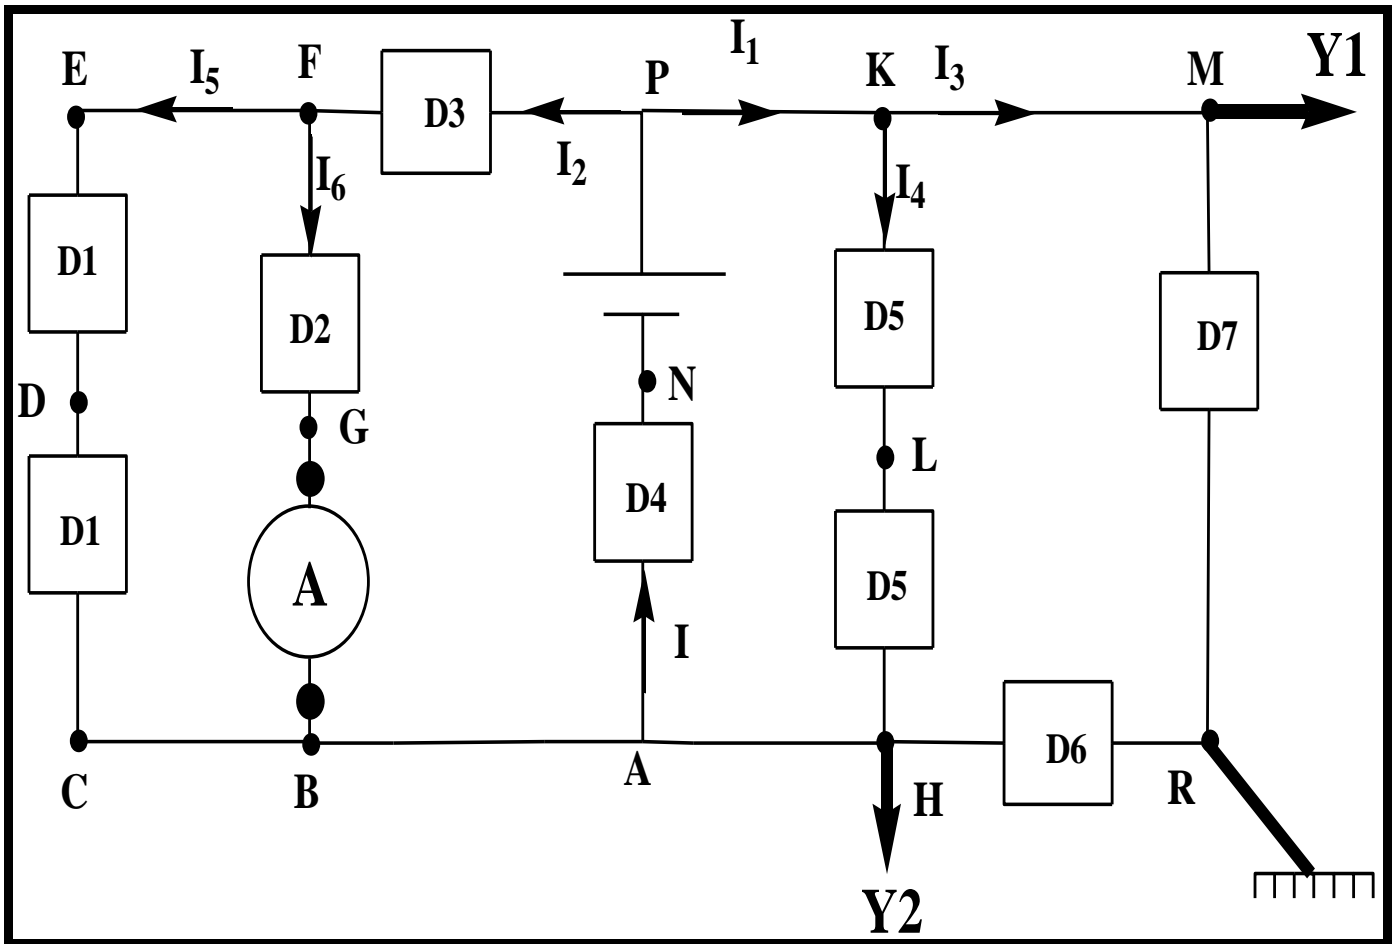 E I5 F P I1 K I3 M Y1
D3
I2
I6 I4
D1 D2 D5 D7
D G N L
D1 A D4 D5
I
C B A H D6 R
Y2